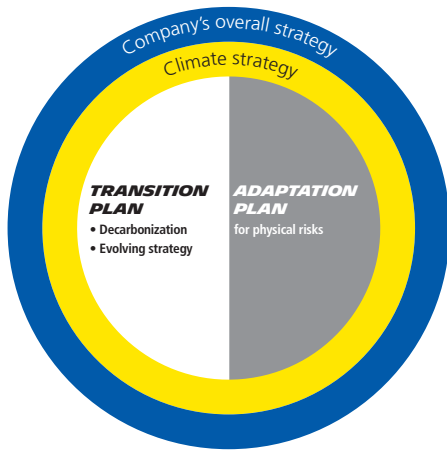 Company's overall strategy
Climate strategy
TRANSITION
PLAN
• Decarbonization
• Evolving strategy
ADAPTATION
PLAN
for physical risks